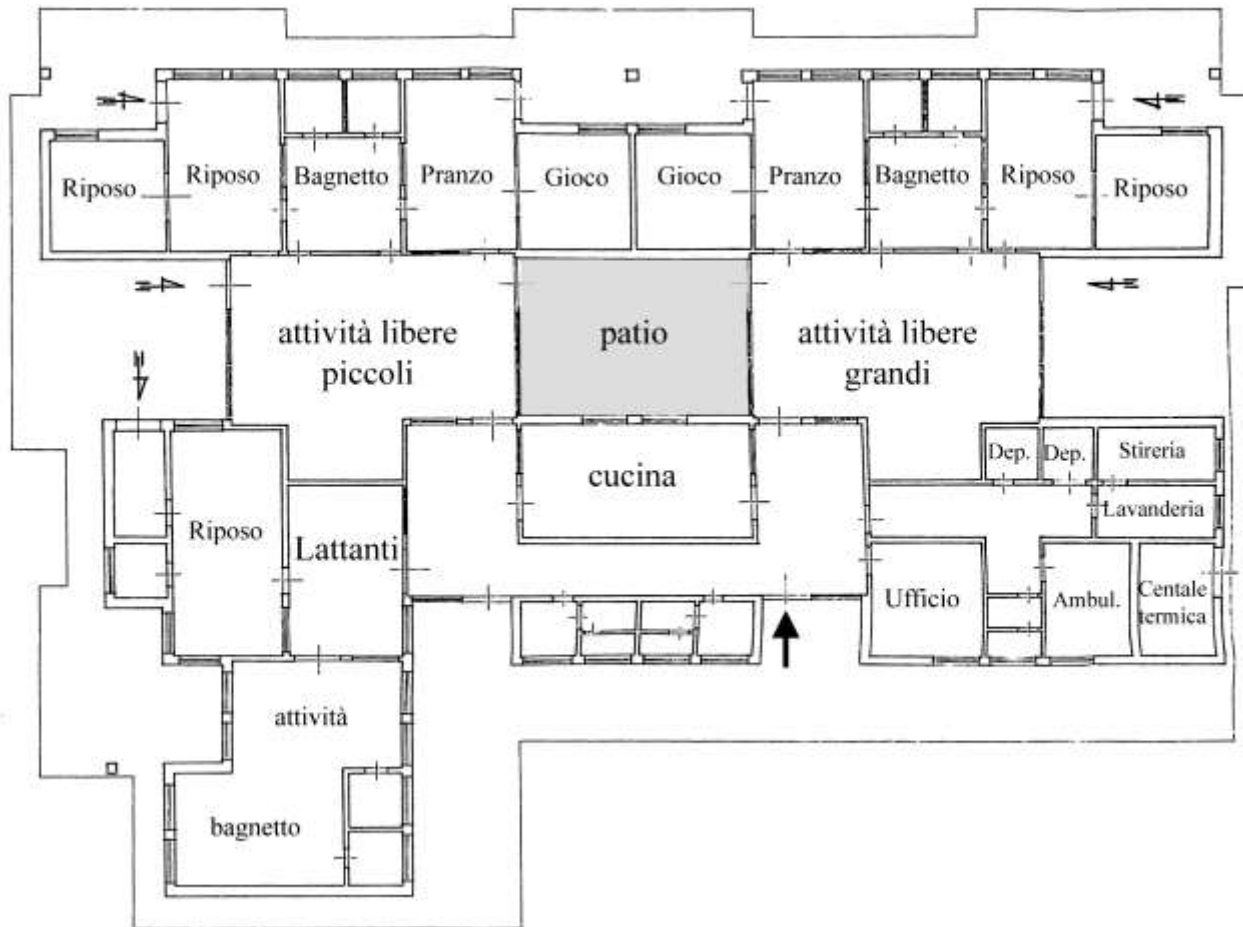 Riposo
Riposo
Bagnetto
Pranzo
Gioco
Gioco
Pranzo
Bagnetto
Riposo
Riposo
attività libere
piccoli
patio
attività libere
grandi
cucina
Dep.
Dep.
Stireria
Lavanderia
Riposo
Lattanti
Ufficio
Ambul.
Centale
termica
attività
bagnetto